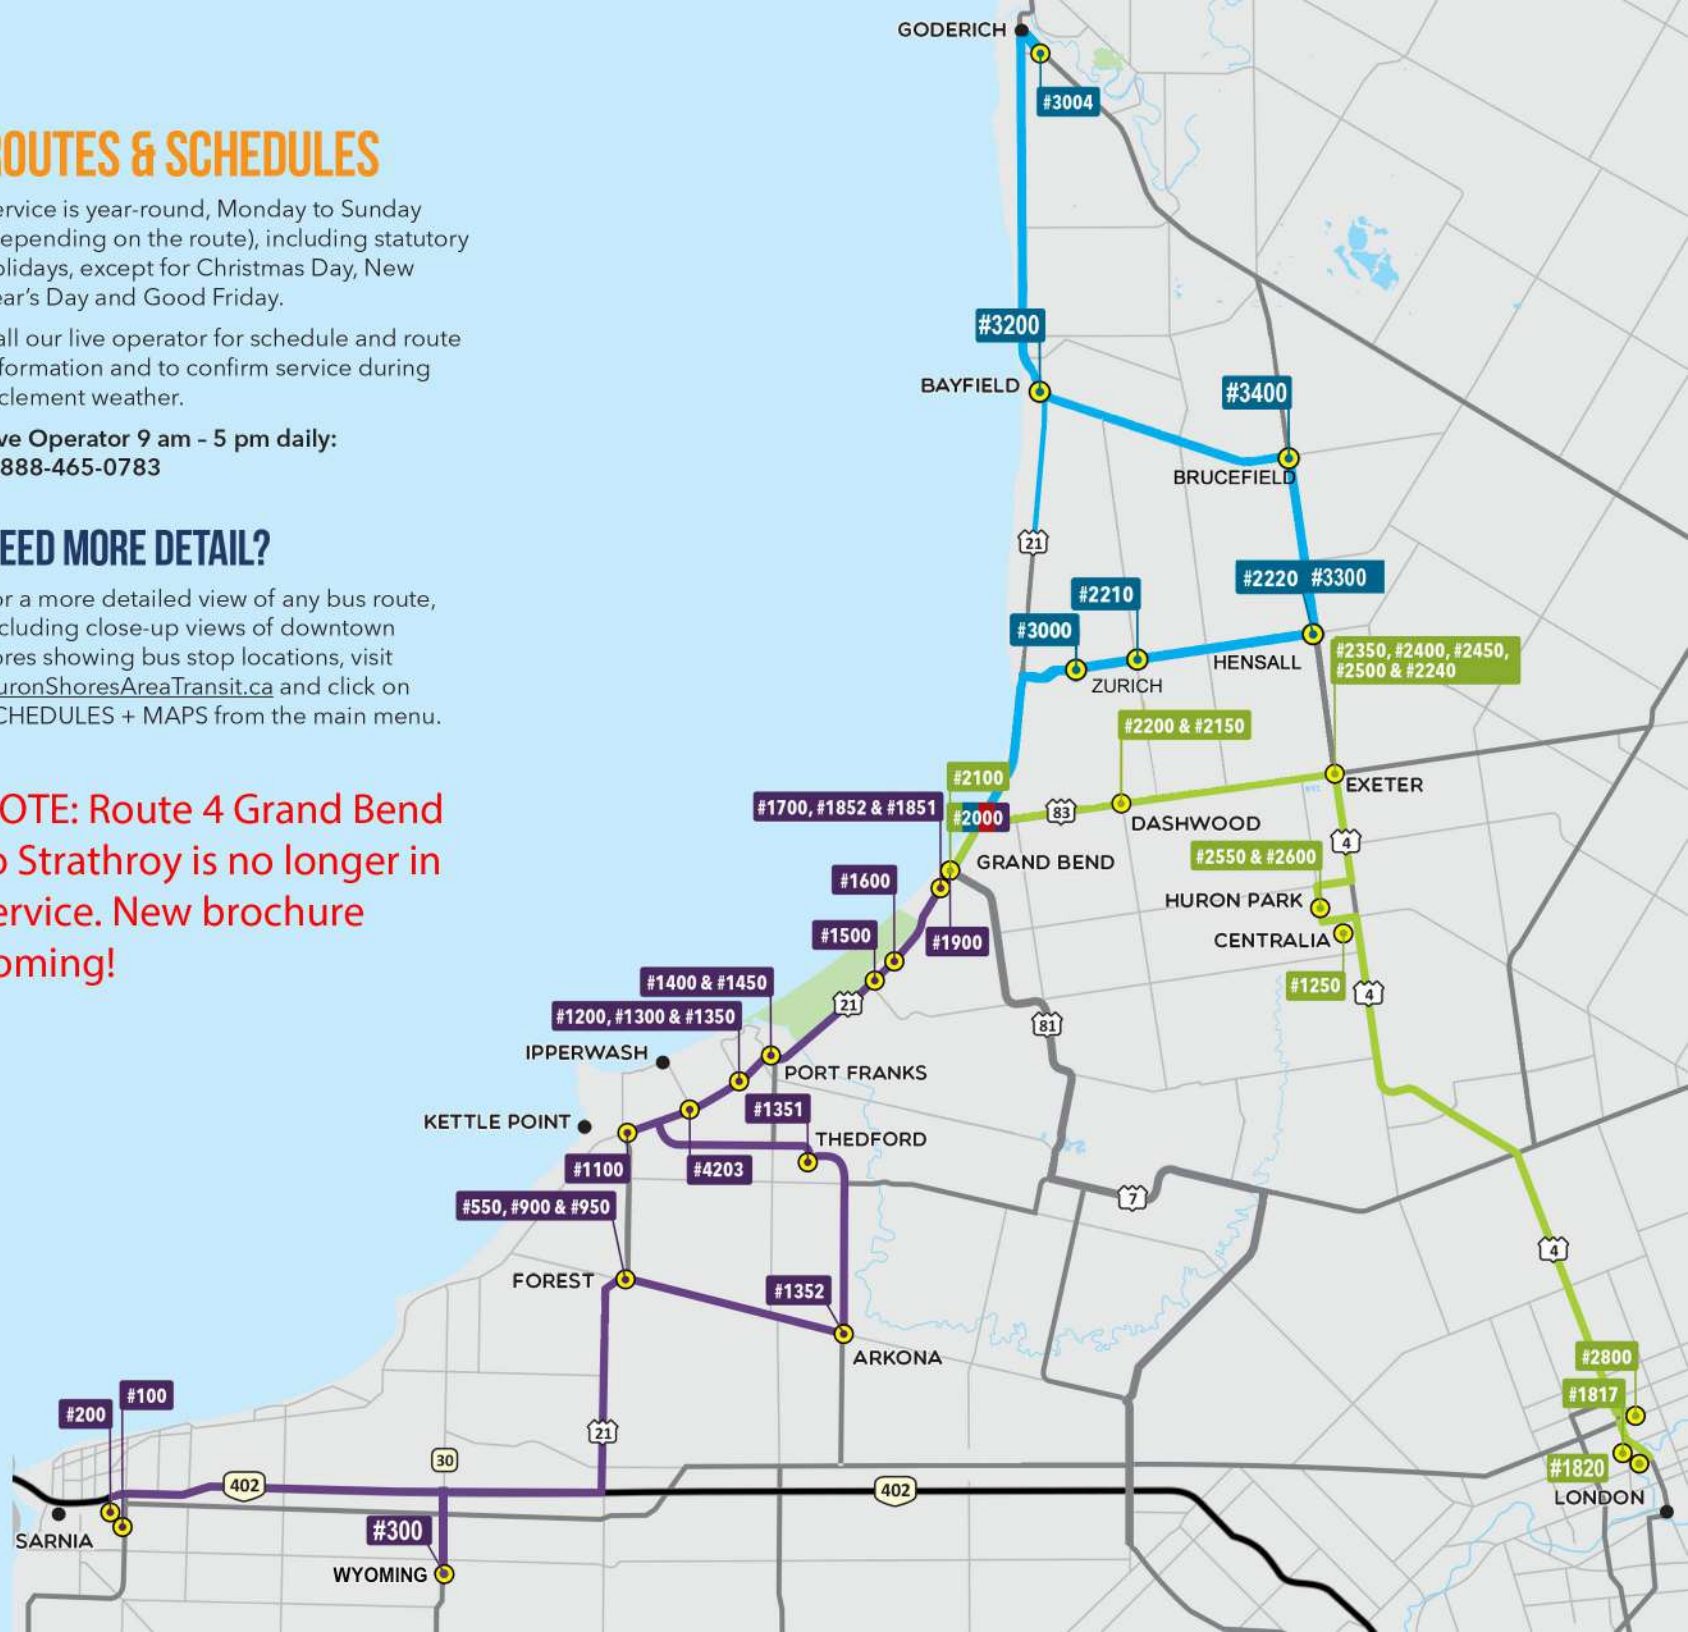 ROUTES & SCHEDULES
ervice is year-round, Monday to Sunday
epending on the route), including statutory
olidays, except for Christmas Day, New
ear's Day and Good Friday.
all our live operator for schedule and route
formation and to confirm service during
clement weather.
ve Operator 9 am – 5 pm daily:
888-465-0783
EED MORE DETAIL?
or a more detailed view of any bus route,
cluding close-up views of downtown
ores showing bus stop locations, visit
uronShoresAreaTransit.ca and click on
CHEDULES + MAPS from the main menu.
OTE: Route 4 Grand Bend
o Strathroy is no longer in
ervice. New brochure
oming!
GODERICH
#3004
#3200
BAYFIELD
#3400
BRUCEFIELD
21
#2220 #3300
#2210
#3000
HENSALL
ZURICH
#2350, #2400, #2450,
#2500 & #2240
#2200 & #2150
#2100
EXETER
#1700, #1852 & #1851
#2000
83
DASHWOOD
4
#2550 & #2600
GRAND BEND
#1600
HURON PARK
#1500
#1900
CENTRALIA
#1400 & #1450
#1250
4
21
#1200, #1300 & #1350
81
IPPERWASH
PORT FRANKS
#1351
KETTLE POINT
THEDFORD
#1100
#4203
7
#550, #900 & #950
4
FOREST
#1352
ARKONA
#2800
#100
#1817
#200
21
30
#1820
402
402
LONDON
SARNIA
#300
WYOMING